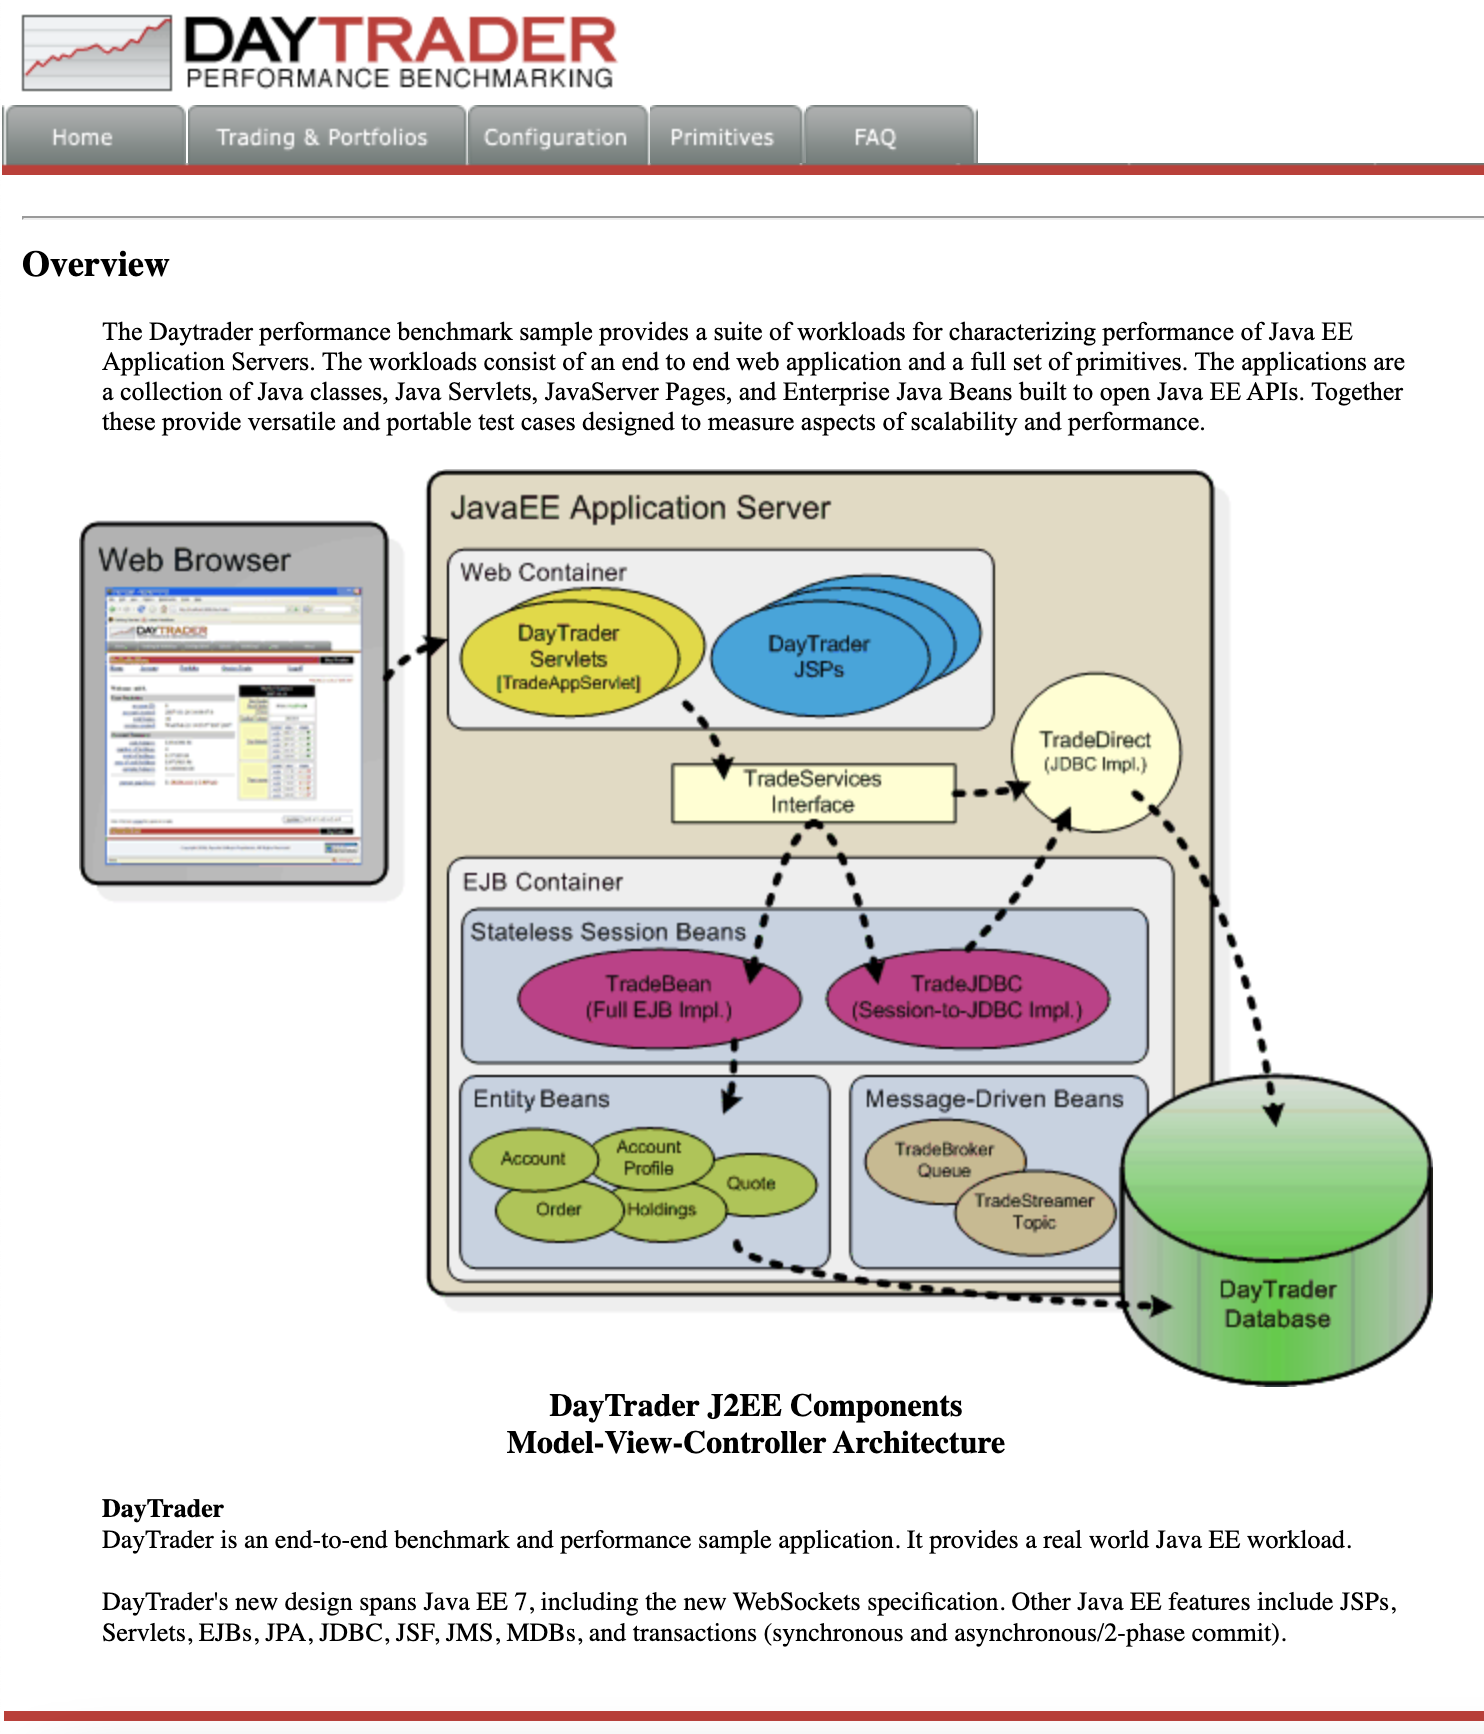 DAYTRADER
PERFORMANCE BENCHMARKING
Home
Trading & Portfolios
Configuration
Primitives
FAQ
Overview
The Daytrader performance benchmark sample provides a suite of workloads for characterizing performance of Java EE
Application Servers. The workloads consist of an end to end web application and a full set of primitives. The applications are
a collection of Java classes, Java Servlets, JavaServer Pages, and Enterprise Java Beans built to open Java EE APIs. Together
these provide versatile and portable test cases designed to measure aspects of scalability and performance.
Web Browser
DAYTRADER
JavaEE Application Server
Web Container
DayTrader
Servlets
[TradeAppServlet]
DayTrader
JSPs
TradeServices
Interface
TradeDirect
(JDBC Impl.)
EJB Container
Stateless Session Beans
TradeBean
(Full EJB Impl.)
TradeJDBC
(Session-to-JDBC Impl.)
Entity Beans
Account
Account
Profile
Quote
Order
Holdings
Message-Driven Beans
TradeBroker
Queue
TradeStreamer
Topic
DayTrader
Database
DayTrader J2EE Components
Model-View-Controller Architecture
DayTrader
DayTrader is an end-to-end benchmark and performance sample application. It provides a real world Java EE workload.
DayTrader's new design spans Java EE 7, including the new WebSockets specification. Other Java EE features include JSPs,
Servlets, EJBs, JPA, JDBC, JSF, JMS, MDBs, and transactions (synchronous and asynchronous/2-phase commit).